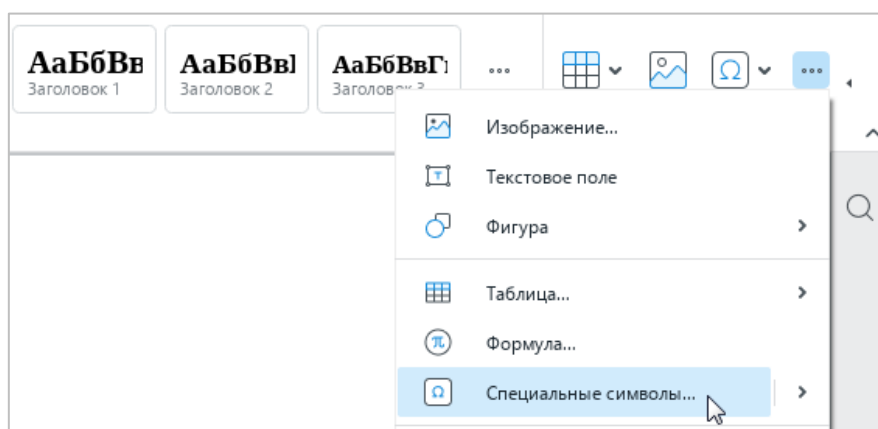 АаБбВв
Заголовок 1
АаБбВв
Заголовок 2
АаБбВвГ
Заголовок 3
Изображение...
Текстовое поле
Фигура
Таблица...
Формула...
Специальные символы...